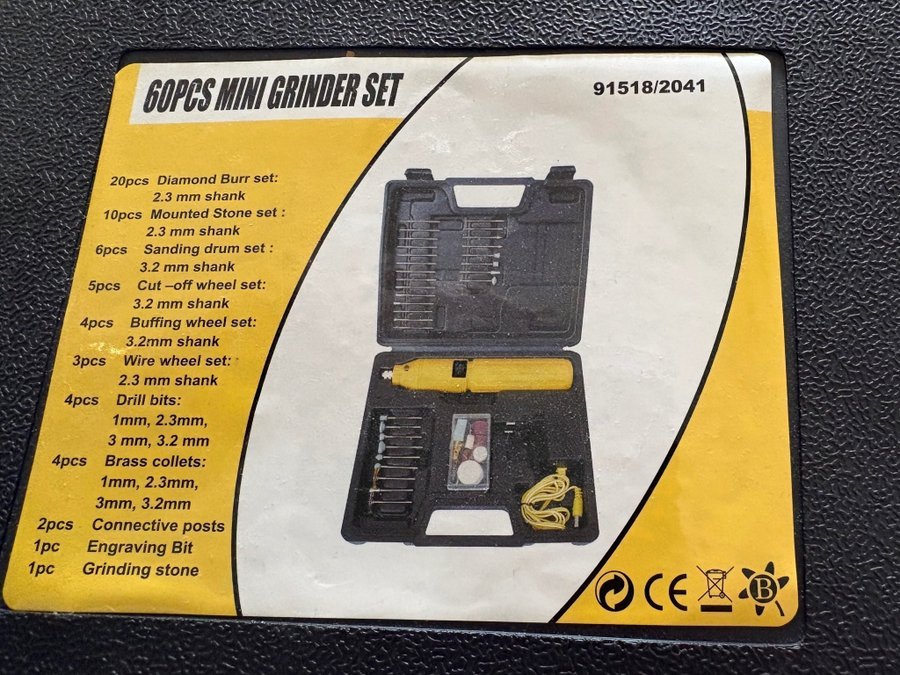 60PCS MINI GRINDER SET
91518/2041
20pcs Diamond Burr set:
2.3 mm shank
10pcs Mounted Stone set :
2.3 mm shank
6pcs Sanding drum set :
3.2 mm shank
5pcs Cut –off wheel set:
3.2 mm shank
4pcs Buffing wheel set:
3.2mm shank
3pcs Wire wheel set:
2.3 mm shank
4pcs Drill bits:
1mm, 2.3mm,
3 mm, 3.2 mm
4pcs Brass collets:
1mm, 2.3mm,
3mm, 3.2mm
2pcs Connective posts
1pc Engraving Bit
1pc Grinding stone
CE
B